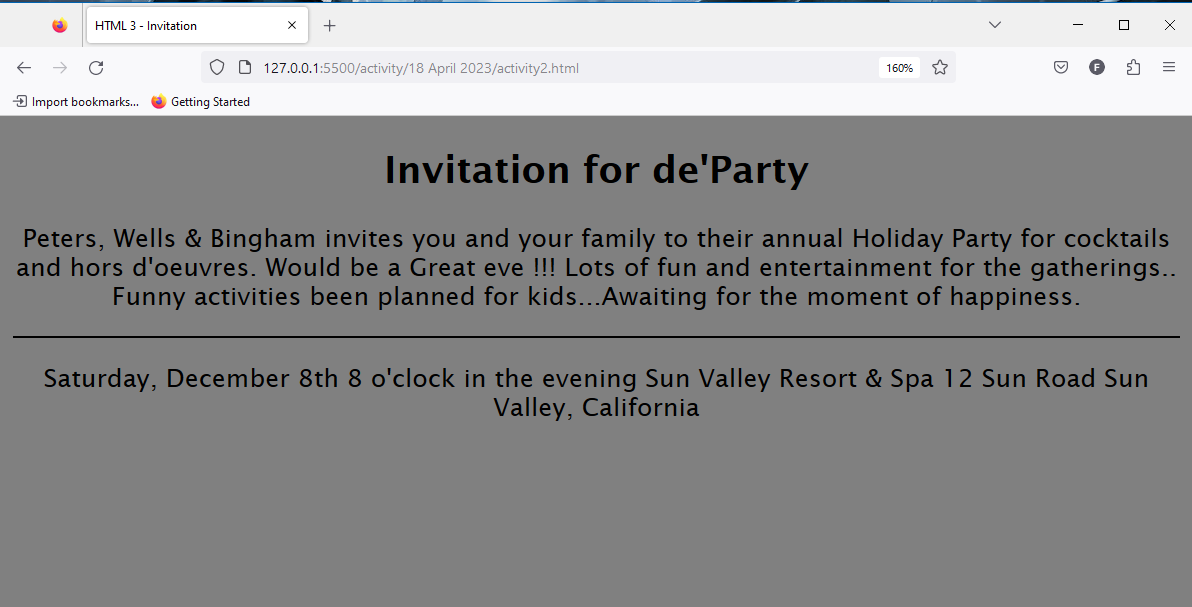 HTML 3 - Invitation
127.0.0.1:5500/activity/18 April 2023/activity2.html
160%
F
Import bookmarks...
Getting Started
Invitation for de'Party
Peters, Wells & Bingham invites you and your family to their annual Holiday Party for cocktails
and hors d'oeuvres. Would be a Great eve !!! Lots of fun and entertainment for the gatherings..
Funny activities been planned for kids...Awaiting for the moment of happiness.
Saturday, December 8th 8 o'clock in the evening Sun Valley Resort & Spa 12 Sun Road Sun
Valley, California